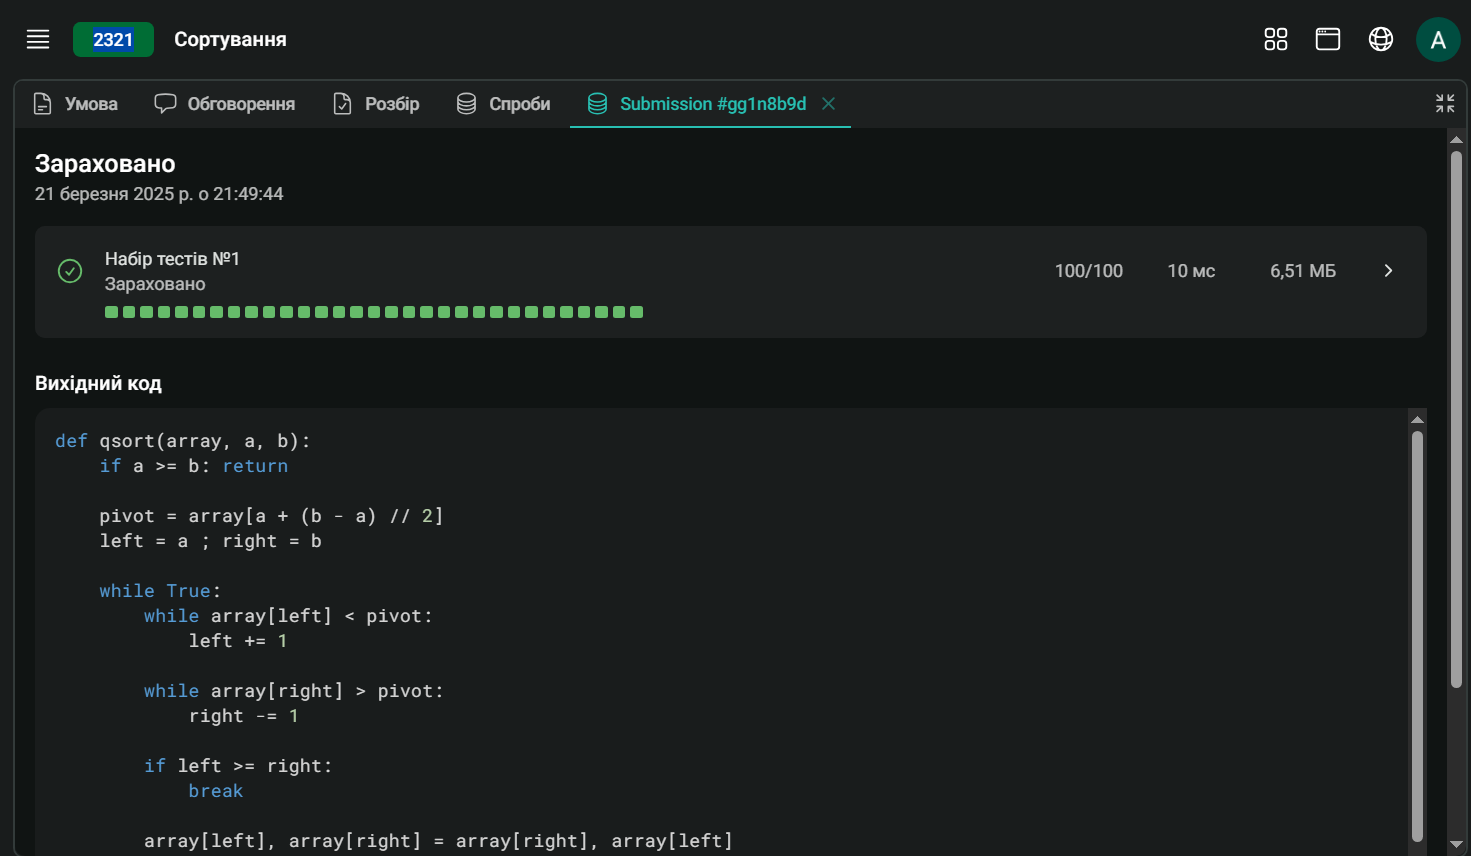 2321 Сортування A
Умова Обговорення Розбір Спроби Submission #gg1n8b9d
Зараховано
21 березня 2025 р. о 21:49:44
Набір тестів №1
Зараховано
100/100 10 мс 6,51 МБ
Вихідний код
def qsort(array, a, b):
    if a >= b: return
    pivot = array[a + (b - a) // 2]
    left = a ; right = b
    while True:
        while array[left] < pivot:
            left += 1
        while array[right] > pivot:
            right -= 1
        if left >= right:
            break
        array[left], array[right] = array[right], array[left]